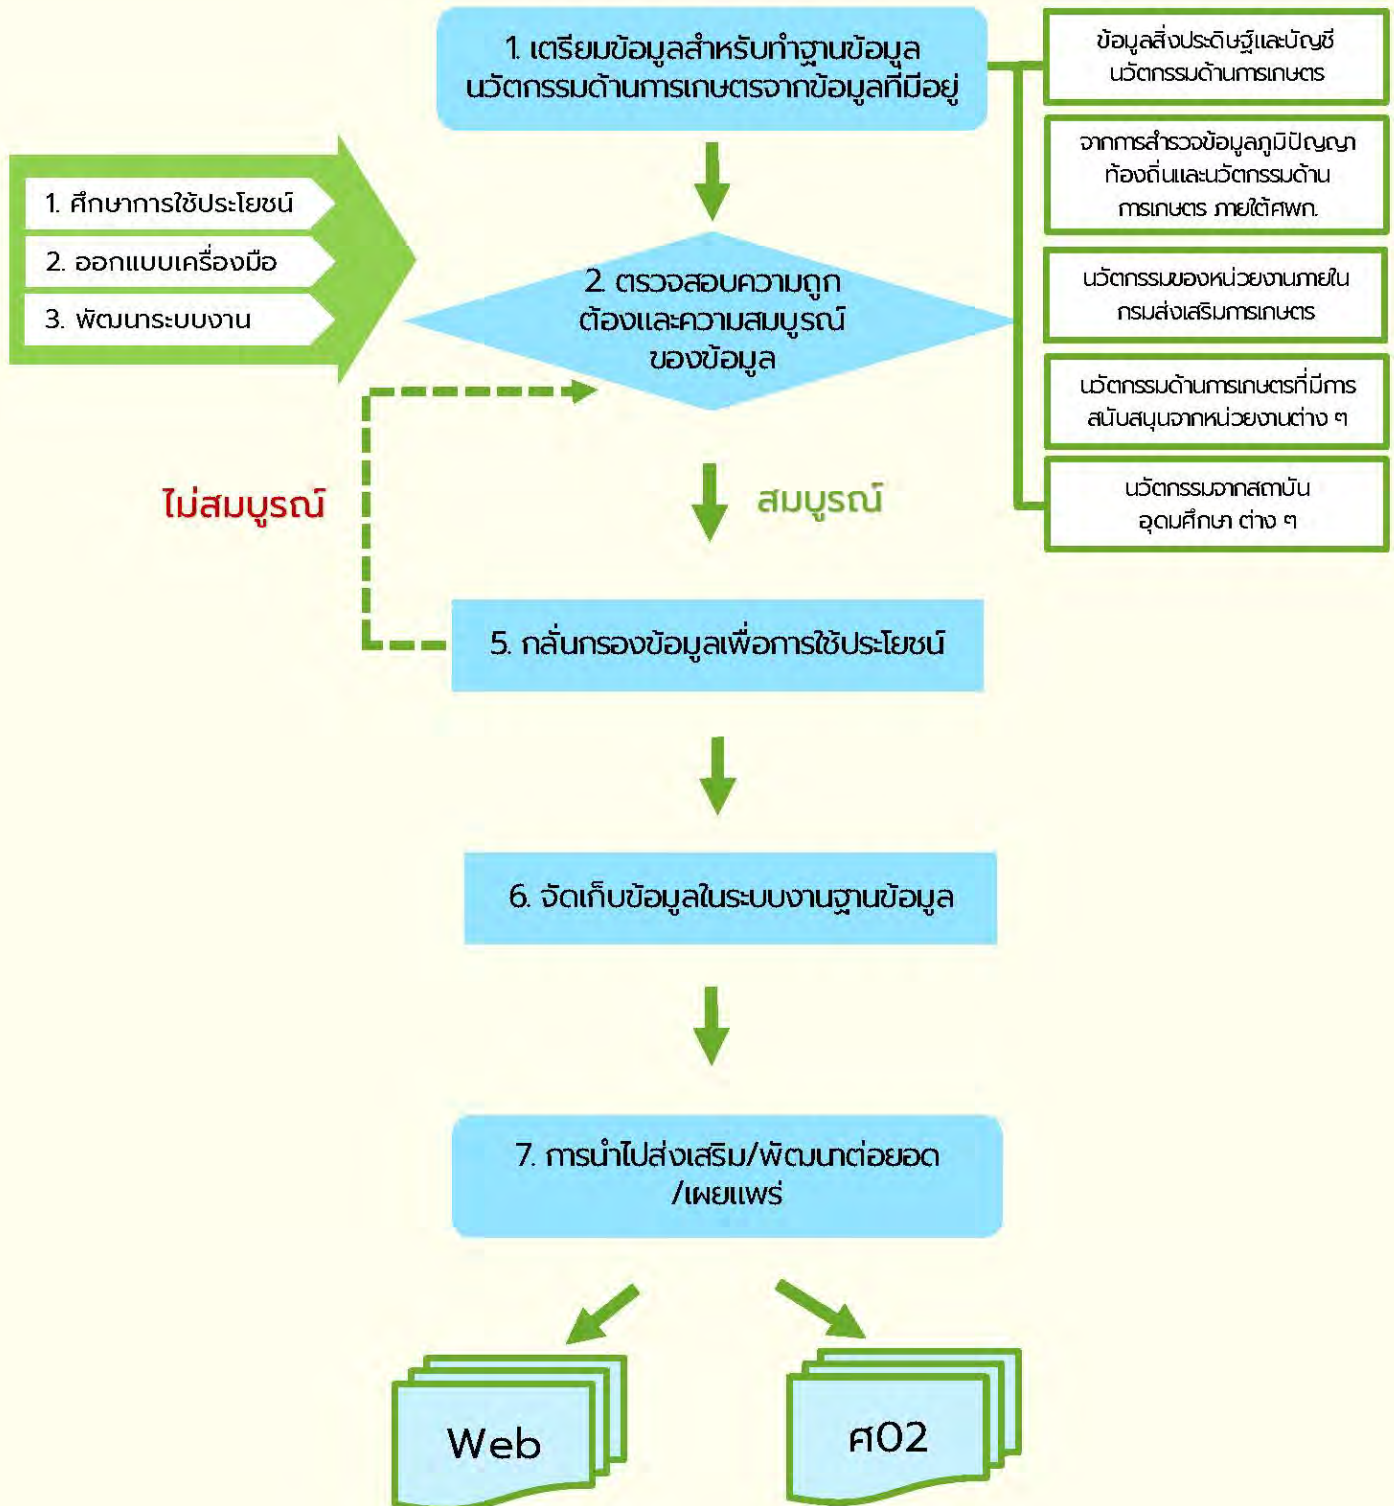 1. เตรียมข้อมูลสำหรับทำฐานข้อมูล
นวัตกรรมด้านการเกษตรจากข้อมูลที่มีอยู่
ข้อมูลสิ่งประดิษฐ์และบัญชี
นวัตกรรมด้านการเกษตร
จากการสำรวจข้อมูลภูมิปัญญา
ท้องถิ่นและนวัตกรรมด้าน
การเกษตร ภายใต้ศพก.
นวัตกรรมของหน่วยงานภายใน
กรมส่งเสริมการเกษตร
นวัตกรรมด้านการเกษตรที่มีการ
สนับสนุนจากหน่วยงานต่าง ๆ
นวัตกรรมจากสถาบัน
อุดมศึกษา ต่าง ๆ
1. ศึกษาการใช้ประโยชน์
2. ออกแบบเครื่องมือ
3. พัฒนาระบบงาน
2. ตรวจสอบความถูก
ต้องและความสมบูรณ์
ของข้อมูล
ไม่สมบูรณ์
สมบูรณ์
5. กลั่นกรองข้อมูลเพื่อการใช้ประโยชน์
6. จัดเก็บข้อมูลในระบบงานฐานข้อมูล
7. การนำไปส่งเสริม/พัฒนาต่อยอด
/เผยแพร่
Web
ศ02